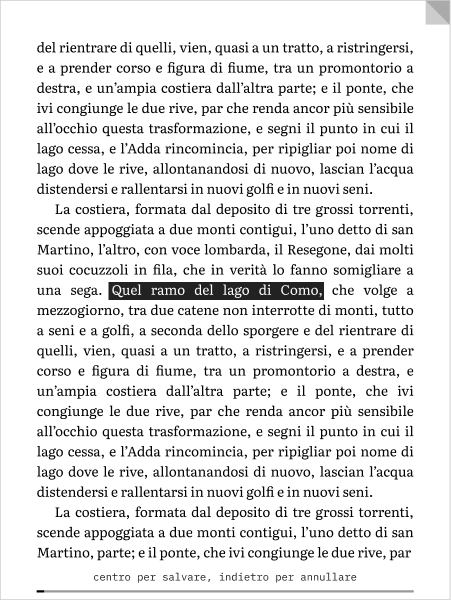 del rientrare di quelli, vien, quasi a un tratto, a ristringersi,
e a prender corso e figura di fiume, tra un promontorio a
destra, e un’ampia costiera dall’altra parte; e il ponte, che
ivi congiunge le due rive, par che renda ancor più sensibile
all’occhio questa trasformazione, e segni il punto in cui il
lago cessa, e l’Adda rincomincia, per ripigliar poi nome di
lago dove le rive, allontanandosi di nuovo, lascian l’acqua
distendersi e rallentarsi in nuovi golfi e in nuovi seni.
La costiera, formata dal deposito di tre grossi torrenti,
scende appoggiata a due monti contigui, l’uno detto di san
Martino, l’altro, con voce lombarda, il Resegone, dai molti
suoi cocuzzoli in fila, che in verità lo fanno somigliare a
una sega. Quel ramo del lago di Como, che volge a
mezzogiorno, tra due catene non interrotte di monti, tutto
a seni e a golfi, a seconda dello sporgere e del rientrare di
quelli, vien, quasi a un tratto, a ristringersi, e a prender
corso e figura di fiume, tra un promontorio a destra, e
un’ampia costiera dall’altra parte; e il ponte, che ivi
congiunge le due rive, par che renda ancor più sensibile
all’occhio questa trasformazione, e segni il punto in cui il
lago cessa, e l’Adda rincomincia, per ripigliar poi nome di
lago dove le rive, allontanandosi di nuovo, lascian l’acqua
distendersi e rallentarsi in nuovi golfi e in nuovi seni.
La costiera, formata dal deposito di tre grossi torrenti,
scende appoggiata a due monti contigui, l’uno detto di san
Martino, parte; e il ponte, che ivi congiunge le due rive, par
centro per salvare, indietro per annullare